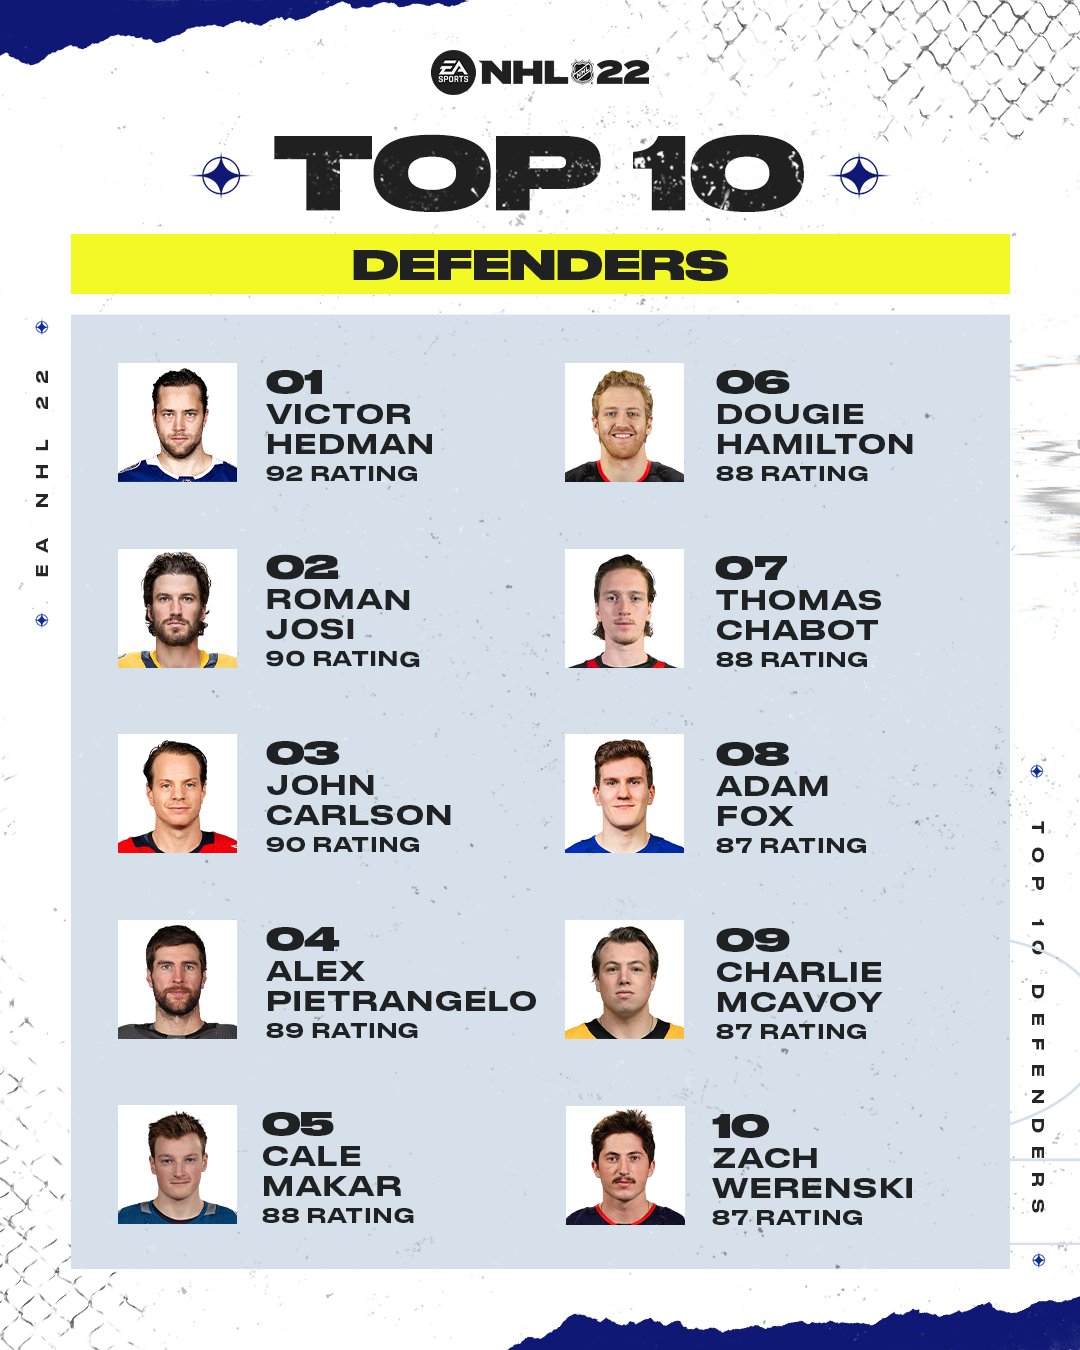 EA SPORTS NHL 22
TOP 10
DEFENDERS
EA NHL 22
01
VICTOR
HEDMAN
92 RATING
02
ROMAN
JOSI
90 RATING
03
JOHN
CARLSON
90 RATING
04
ALEX
PIETRANGELO
89 RATING
05
CALE
MAKAR
88 RATING
06
DOUGIE
HAMILTON
88 RATING
07
THOMAS
CHABOT
88 RATING
08
ADAM
FOX
87 RATING
09
CHARLIE
MCAVOY
87 RATING
10
ZACH
WERENSKI
87 RATING
TOP 10 DEFENDERS